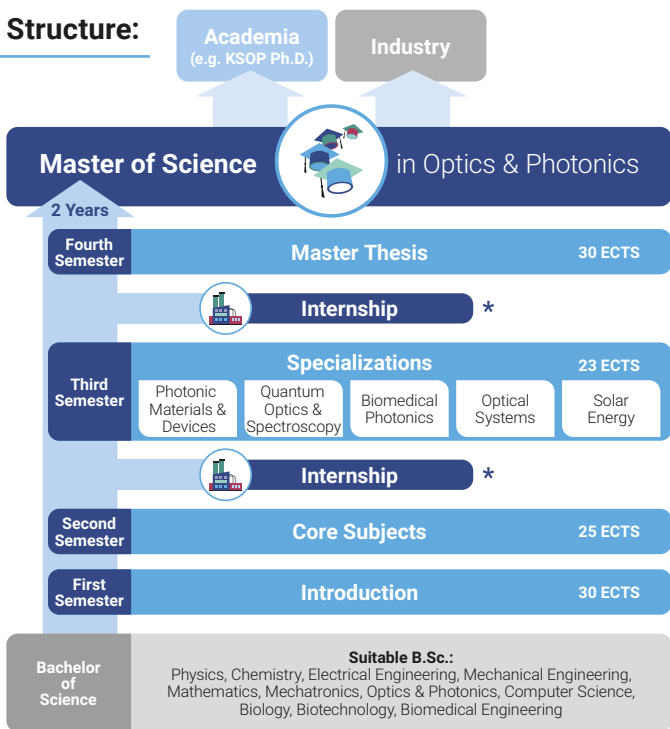 Structure:
Academia
(e.g. KSOP Ph.D.)
Industry
Master of Science in Optics & Photonics
2 Years
Fourth
Semester
Master Thesis
30 ECTS
Internship *
Third
Semester
Specializations
23 ECTS
Photonic
Materials &
Devices
Quantum
Optics &
Spectroscopy
Biomedical
Photonics
Optical
Systems
Solar
Energy
Internship *
Second
Semester
Core Subjects
25 ECTS
First
Semester
Introduction
30 ECTS
Bachelor
of
Science
Suitable B.Sc.:
Physics, Chemistry, Electrical Engineering, Mechanical Engineering,
Mathematics, Mechatronics, Optics & Photonics, Computer Science,
Biology, Biotechnology, Biomedical Engineering